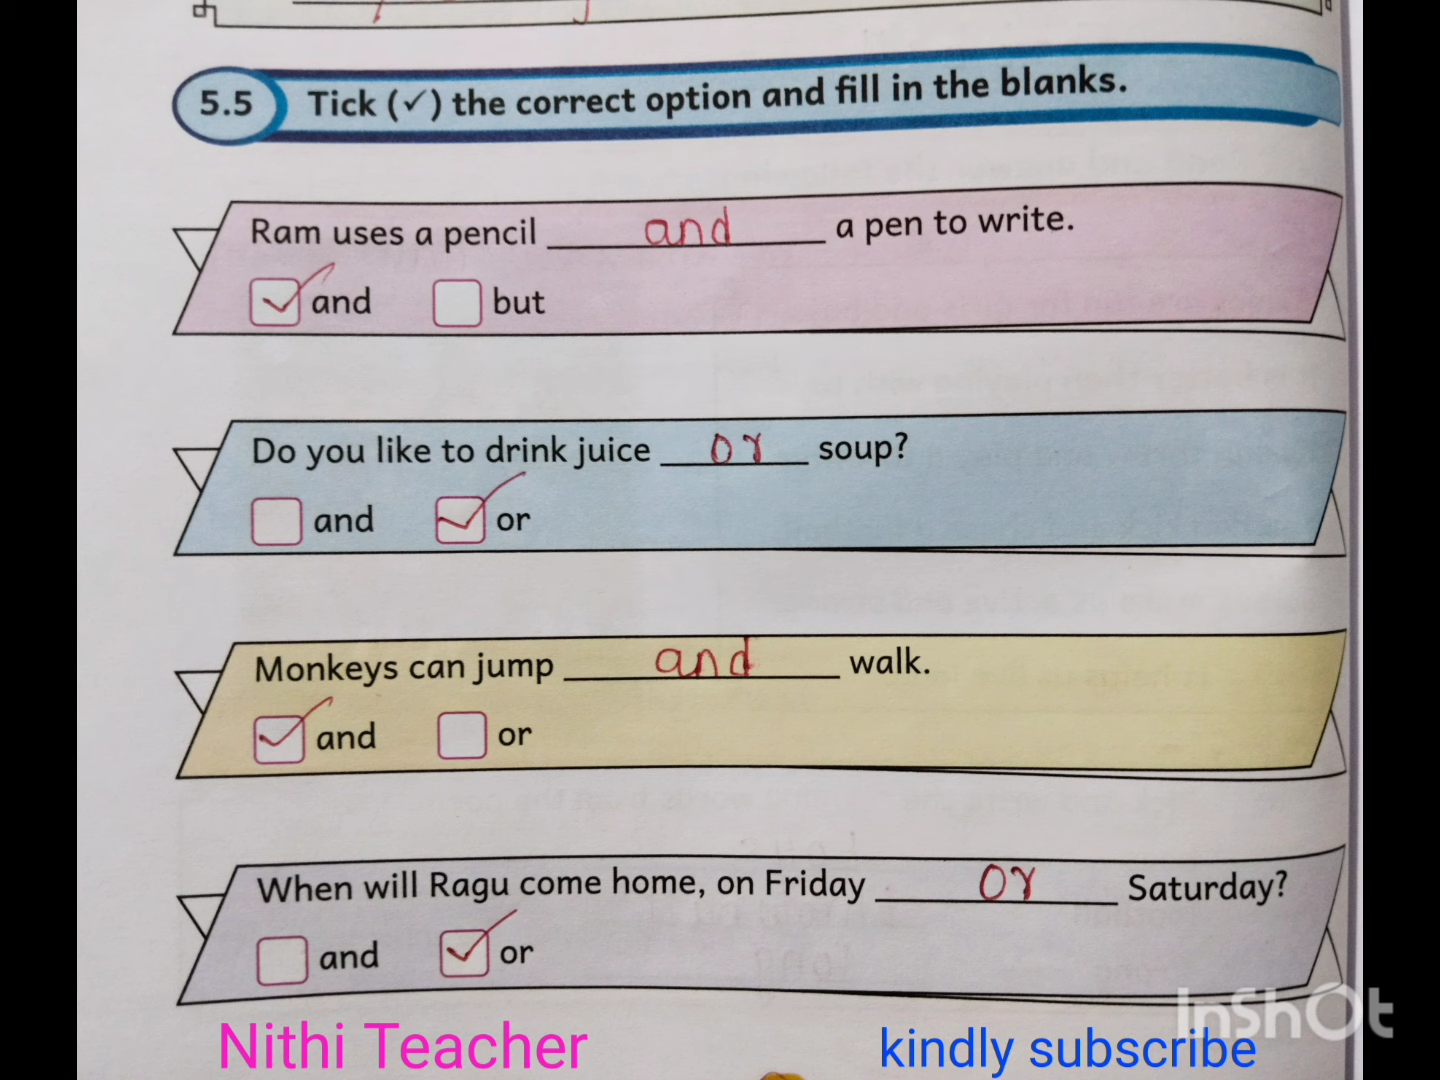 5.5 Tick (✓) the correct option and fill in the blanks.
Ram uses a pencil and a pen to write.
✓ and but
Do you like to drink juice or soup?
and ✓ or
Monkeys can jump and walk.
✓ and or
When will Ragu come home, on Friday or Saturday?
and ✓ or
InShOt
Nithi Teacher kindly subscribe